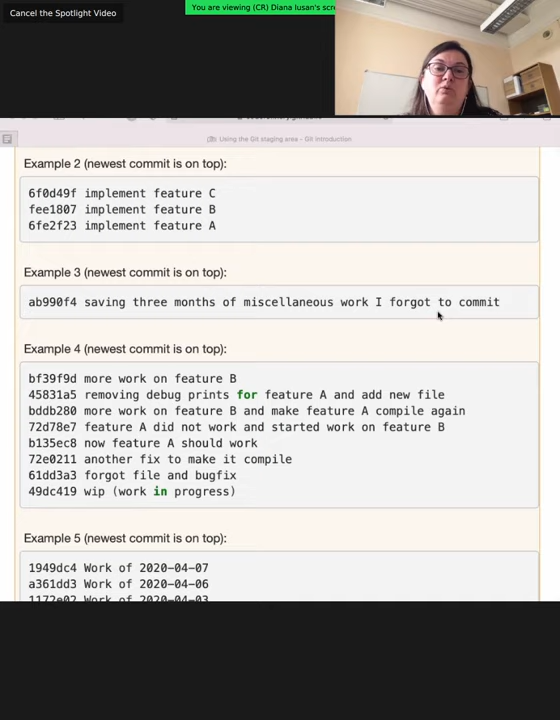 Cancel the Spotlight Video
You are viewing (CR) Diana Iusan's scre
Using the Git staging area – Git introduction
Example 2 (newest commit is on top):
6f0d49f implement feature C
fee1807 implement feature B
6fe2f23 implement feature A
Example 3 (newest commit is on top):
ab990f4 saving three months of miscellaneous work I forgot to commit
Example 4 (newest commit is on top):
bf39f9d more work on feature B
45831a5 removing debug prints for feature A and add new file
bddb280 more work on feature B and make feature A compile again
72d78e7 feature A did not work and started work on feature B
b135ec8 now feature A should work
72e0211 another fix to make it compile
61dd3a3 forgot file and bugfix
49dc419 wip (work in progress)
Example 5 (newest commit is on top):
1949dc4 Work of 2020-04-07
a361dd3 Work of 2020-04-06
1172e02 Work of 2020-04-03